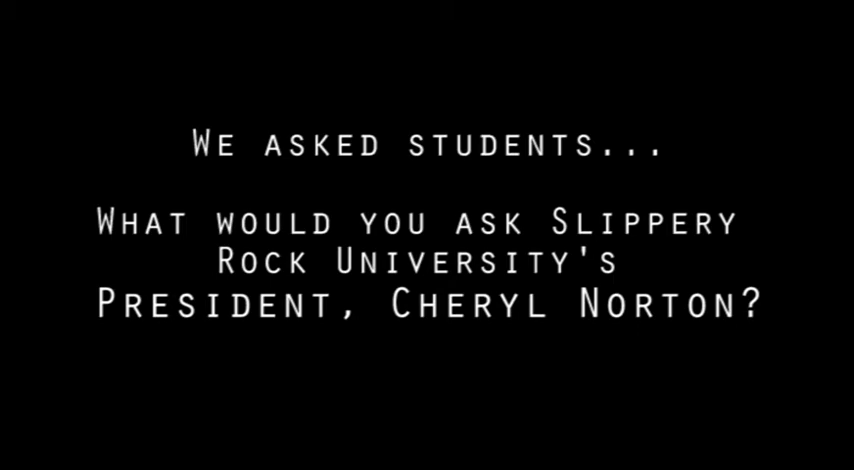 We asked students...
What would you ask Slippery
Rock University's
President, Cheryl Norton?